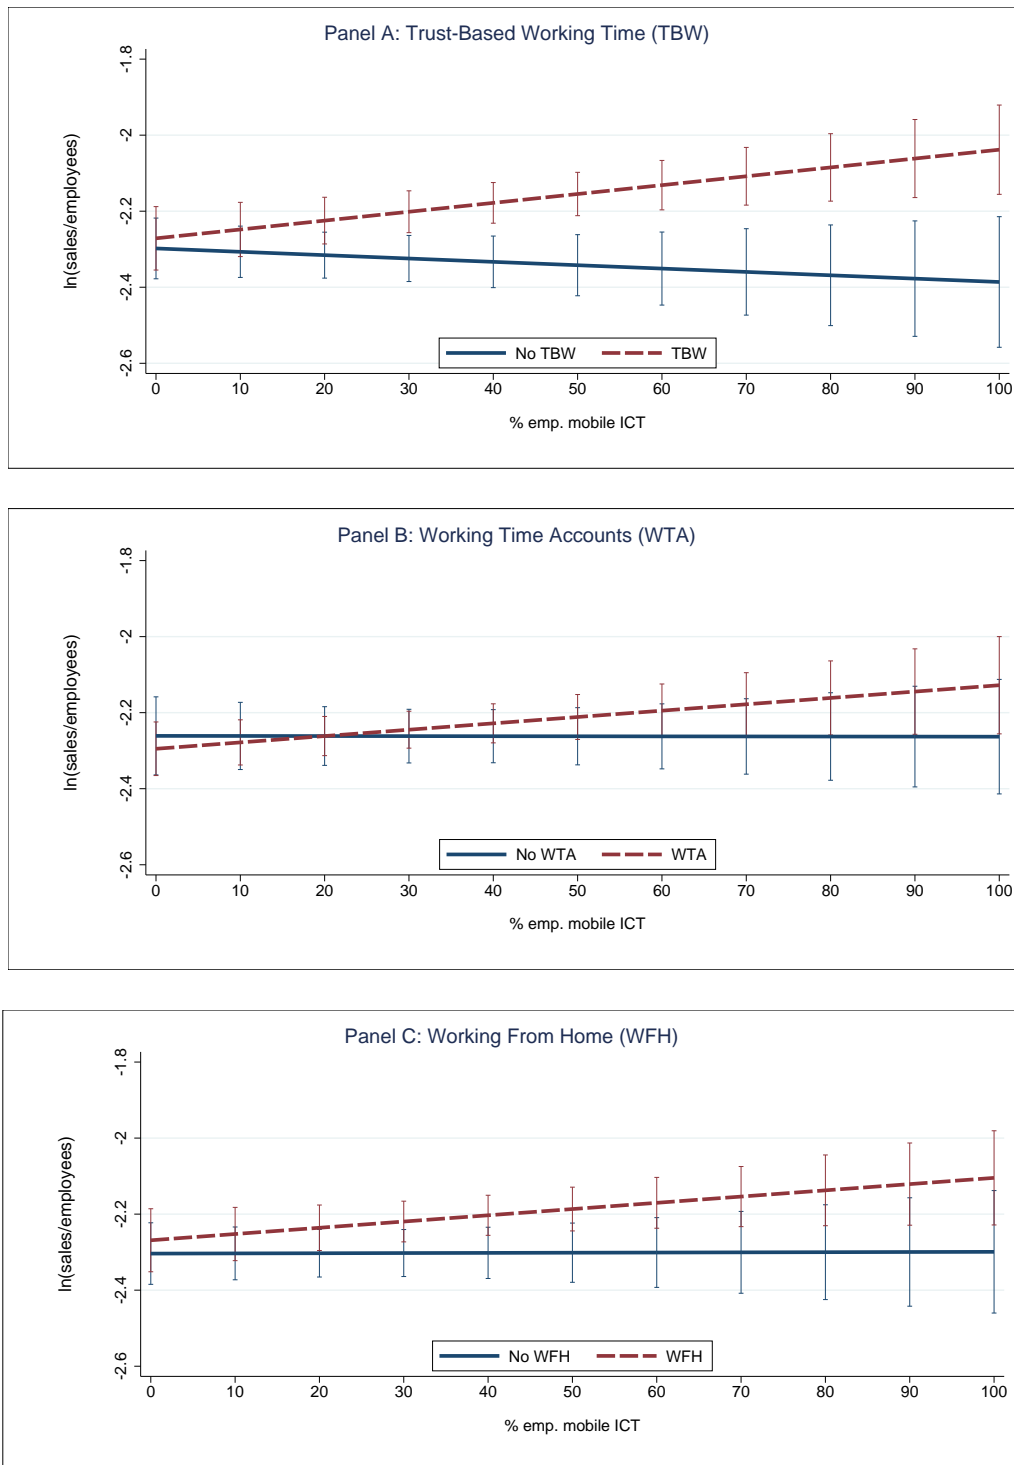 Panel A: Trust-Based Working Time (TBW)
ln(sales/employees)
-1.8
-2
-2.2
-2.4
-2.6
No TBW TBW
0 10 20 30 40 50 60 70 80 90 100
% emp. mobile ICT
Panel B: Working Time Accounts (WTA)
ln(sales/employees)
-1.8
-2
-2.2
-2.4
-2.6
No WTA WTA
0 10 20 30 40 50 60 70 80 90 100
% emp. mobile ICT
Panel C: Working From Home (WFH)
ln(sales/employees)
-1.8
-2
-2.2
-2.4
-2.6
No WFH WFH
0 10 20 30 40 50 60 70 80 90 100
% emp. mobile ICT